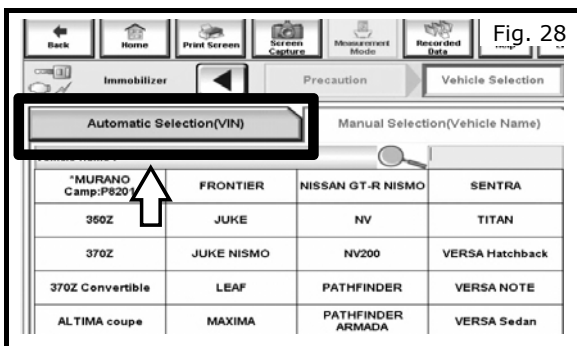 Fig. 28
Back Home Print Screen Screen Capture Measurement Mode Recorded Data
Immobilizer Precaution Vehicle Selection
Automatic Selection(VIN) Manual Selection(Vehicle Name)
*MURANO Camp:P8201 FRONTIER NISSAN GT-R NISMO SENTRA
350Z JUKE NV TITAN
370Z JUKE NISMO NV200 VERSA Hatchback
370Z Convertible LEAF PATHFINDER VERSA NOTE
ALTIMA coupe MAXIMA PATHFINDER ARMADA VERSA Sedan